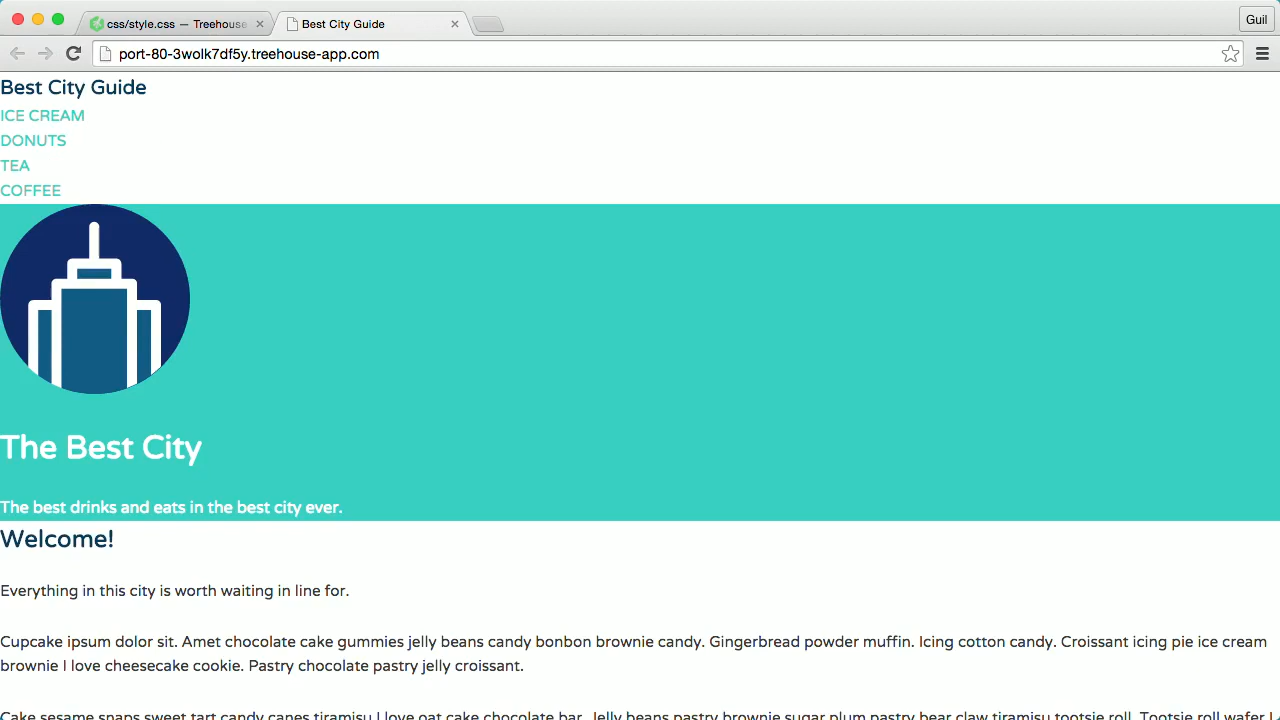 css/style.css — Treehouse
Best City Guide
Guil
port-80-3wolk7df5y.treehouse-app.com
Best City Guide
ICE CREAM
DONUTS
TEA
COFFEE
The Best City
The best drinks and eats in the best city ever.
Welcome!
Everything in this city is worth waiting in line for.
Cupcake ipsum dolor sit. Amet chocolate cake gummies jelly beans candy bonbon brownie candy. Gingerbread powder muffin. Icing cotton candy. Croissant icing pie ice cream
brownie I love cheesecake cookie. Pastry chocolate pastry jelly croissant.
Cake sesame snaps sweet tart candy canes tiramisu I love oat cake chocolate bar. Jelly beans pastry brownie sugar plum pastry bear claw tiramisu tootsie roll. Tootsie roll wafer I